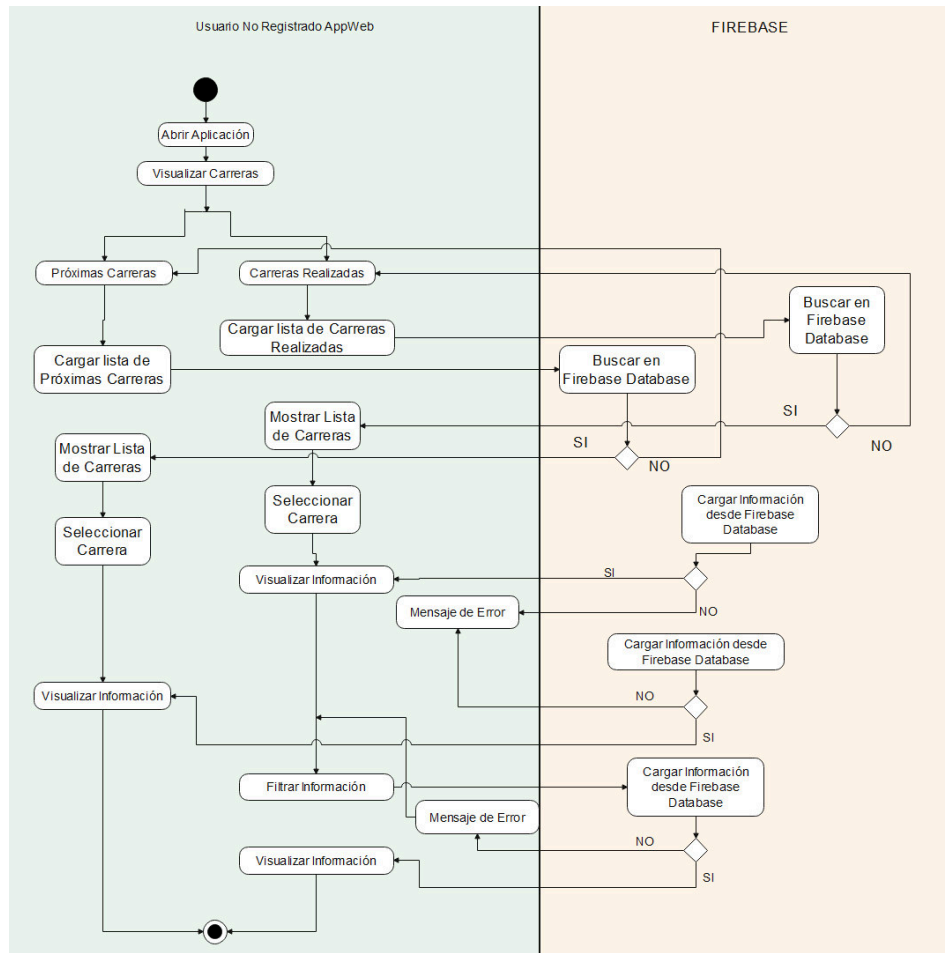 Usuario No Registrado AppWeb
FIREBASE
Abrir Aplicación
Visualizar Carreras
Próximas Carreras
Carreras Realizadas
Buscar en
Firebase
Database
Cargar lista de Carreras
Realizadas
Cargar lista de
Próximas Carreras
Buscar en
Firebase Database
SI
NO
Mostrar Lista
de Carreras
SI
NO
Mostrar Lista
de Carreras
Seleccionar
Carrera
Cargar Información
desde Firebase
Database
Seleccionar
Carrera
Visualizar Información
SI
NO
Mensaje de Error
Cargar Información desde
Firebase Database
Visualizar Información
NO
SI
Filtrar Información
Cargar Información
desde Firebase
Database
Mensaje de Error
NO
Visualizar Información
SI